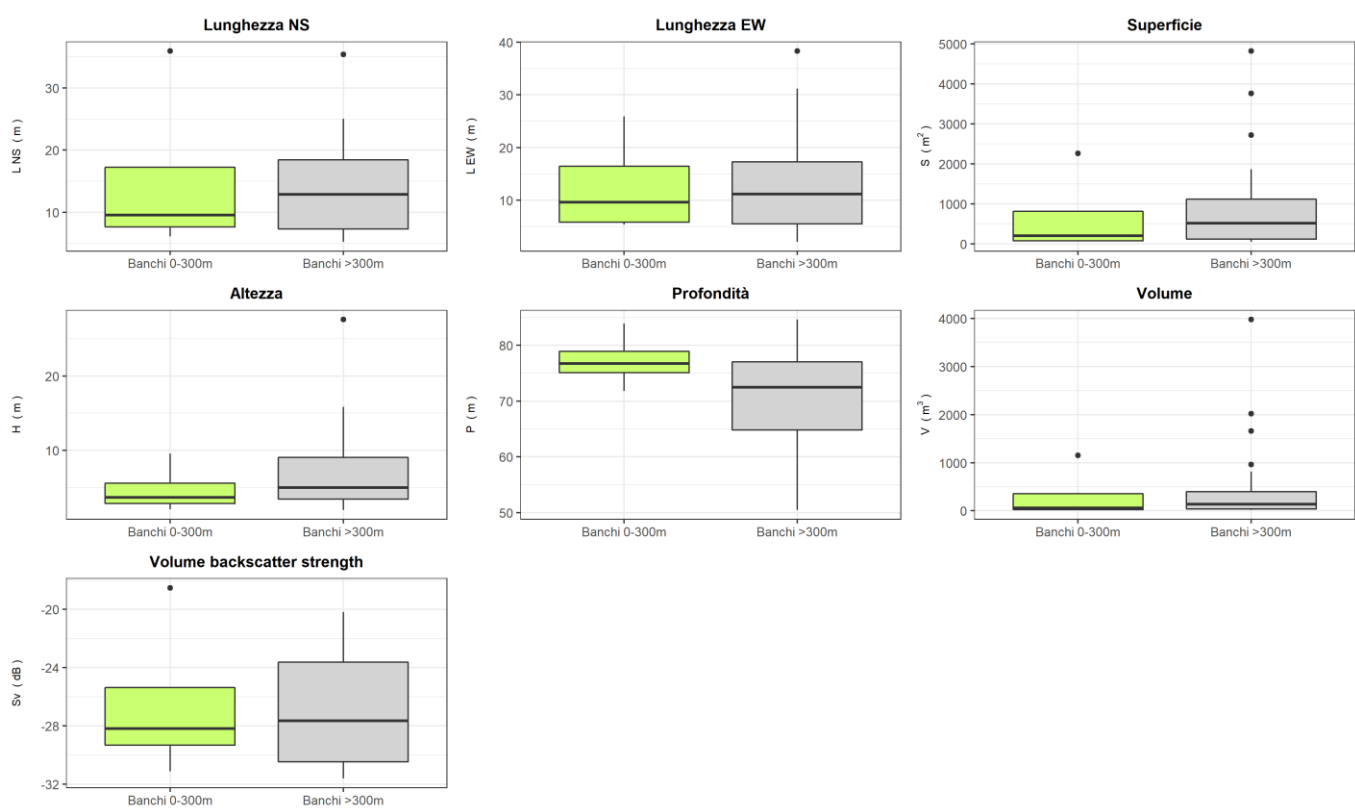 Lunghezza NS
L NS ( m )
30
20
10
Banchi 0-300m
Banchi >300m
Lunghezza EW
L EW ( m )
40
30
20
10
Banchi 0-300m
Banchi >300m
Superficie
S ( m²)
5000
4000
3000
2000
1000
0
Banchi 0-300m
Banchi >300m
Altezza
H ( m )
20
10
Banchi 0-300m
Banchi >300m
Profondità
P ( m )
80
70
60
50
Banchi 0-300m
Banchi >300m
Volume
V ( m³)
4000
3000
2000
1000
0
Banchi 0-300m
Banchi >300m
Volume backscatter strength
Sv ( dB )
-20
-24
-28
-32
Banchi 0-300m
Banchi >300m